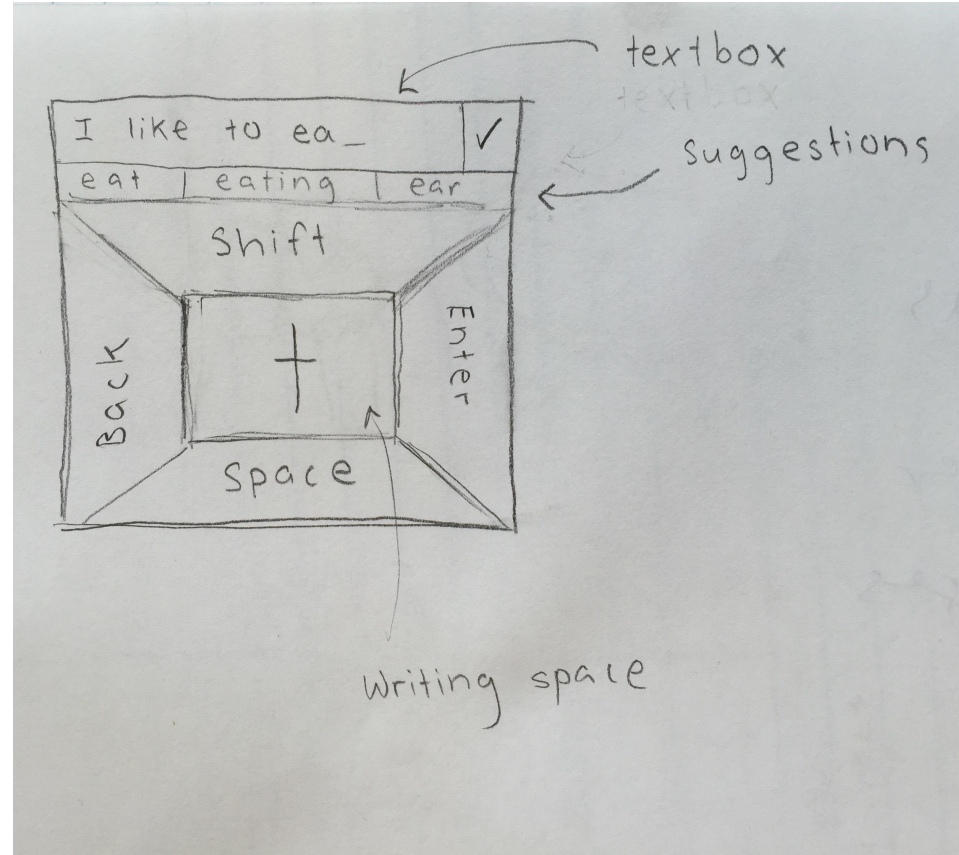 textbox
I like to ea_ ✓
suggestions
eat | eating | ear
Shift
Back
Enter
Space
Writing space